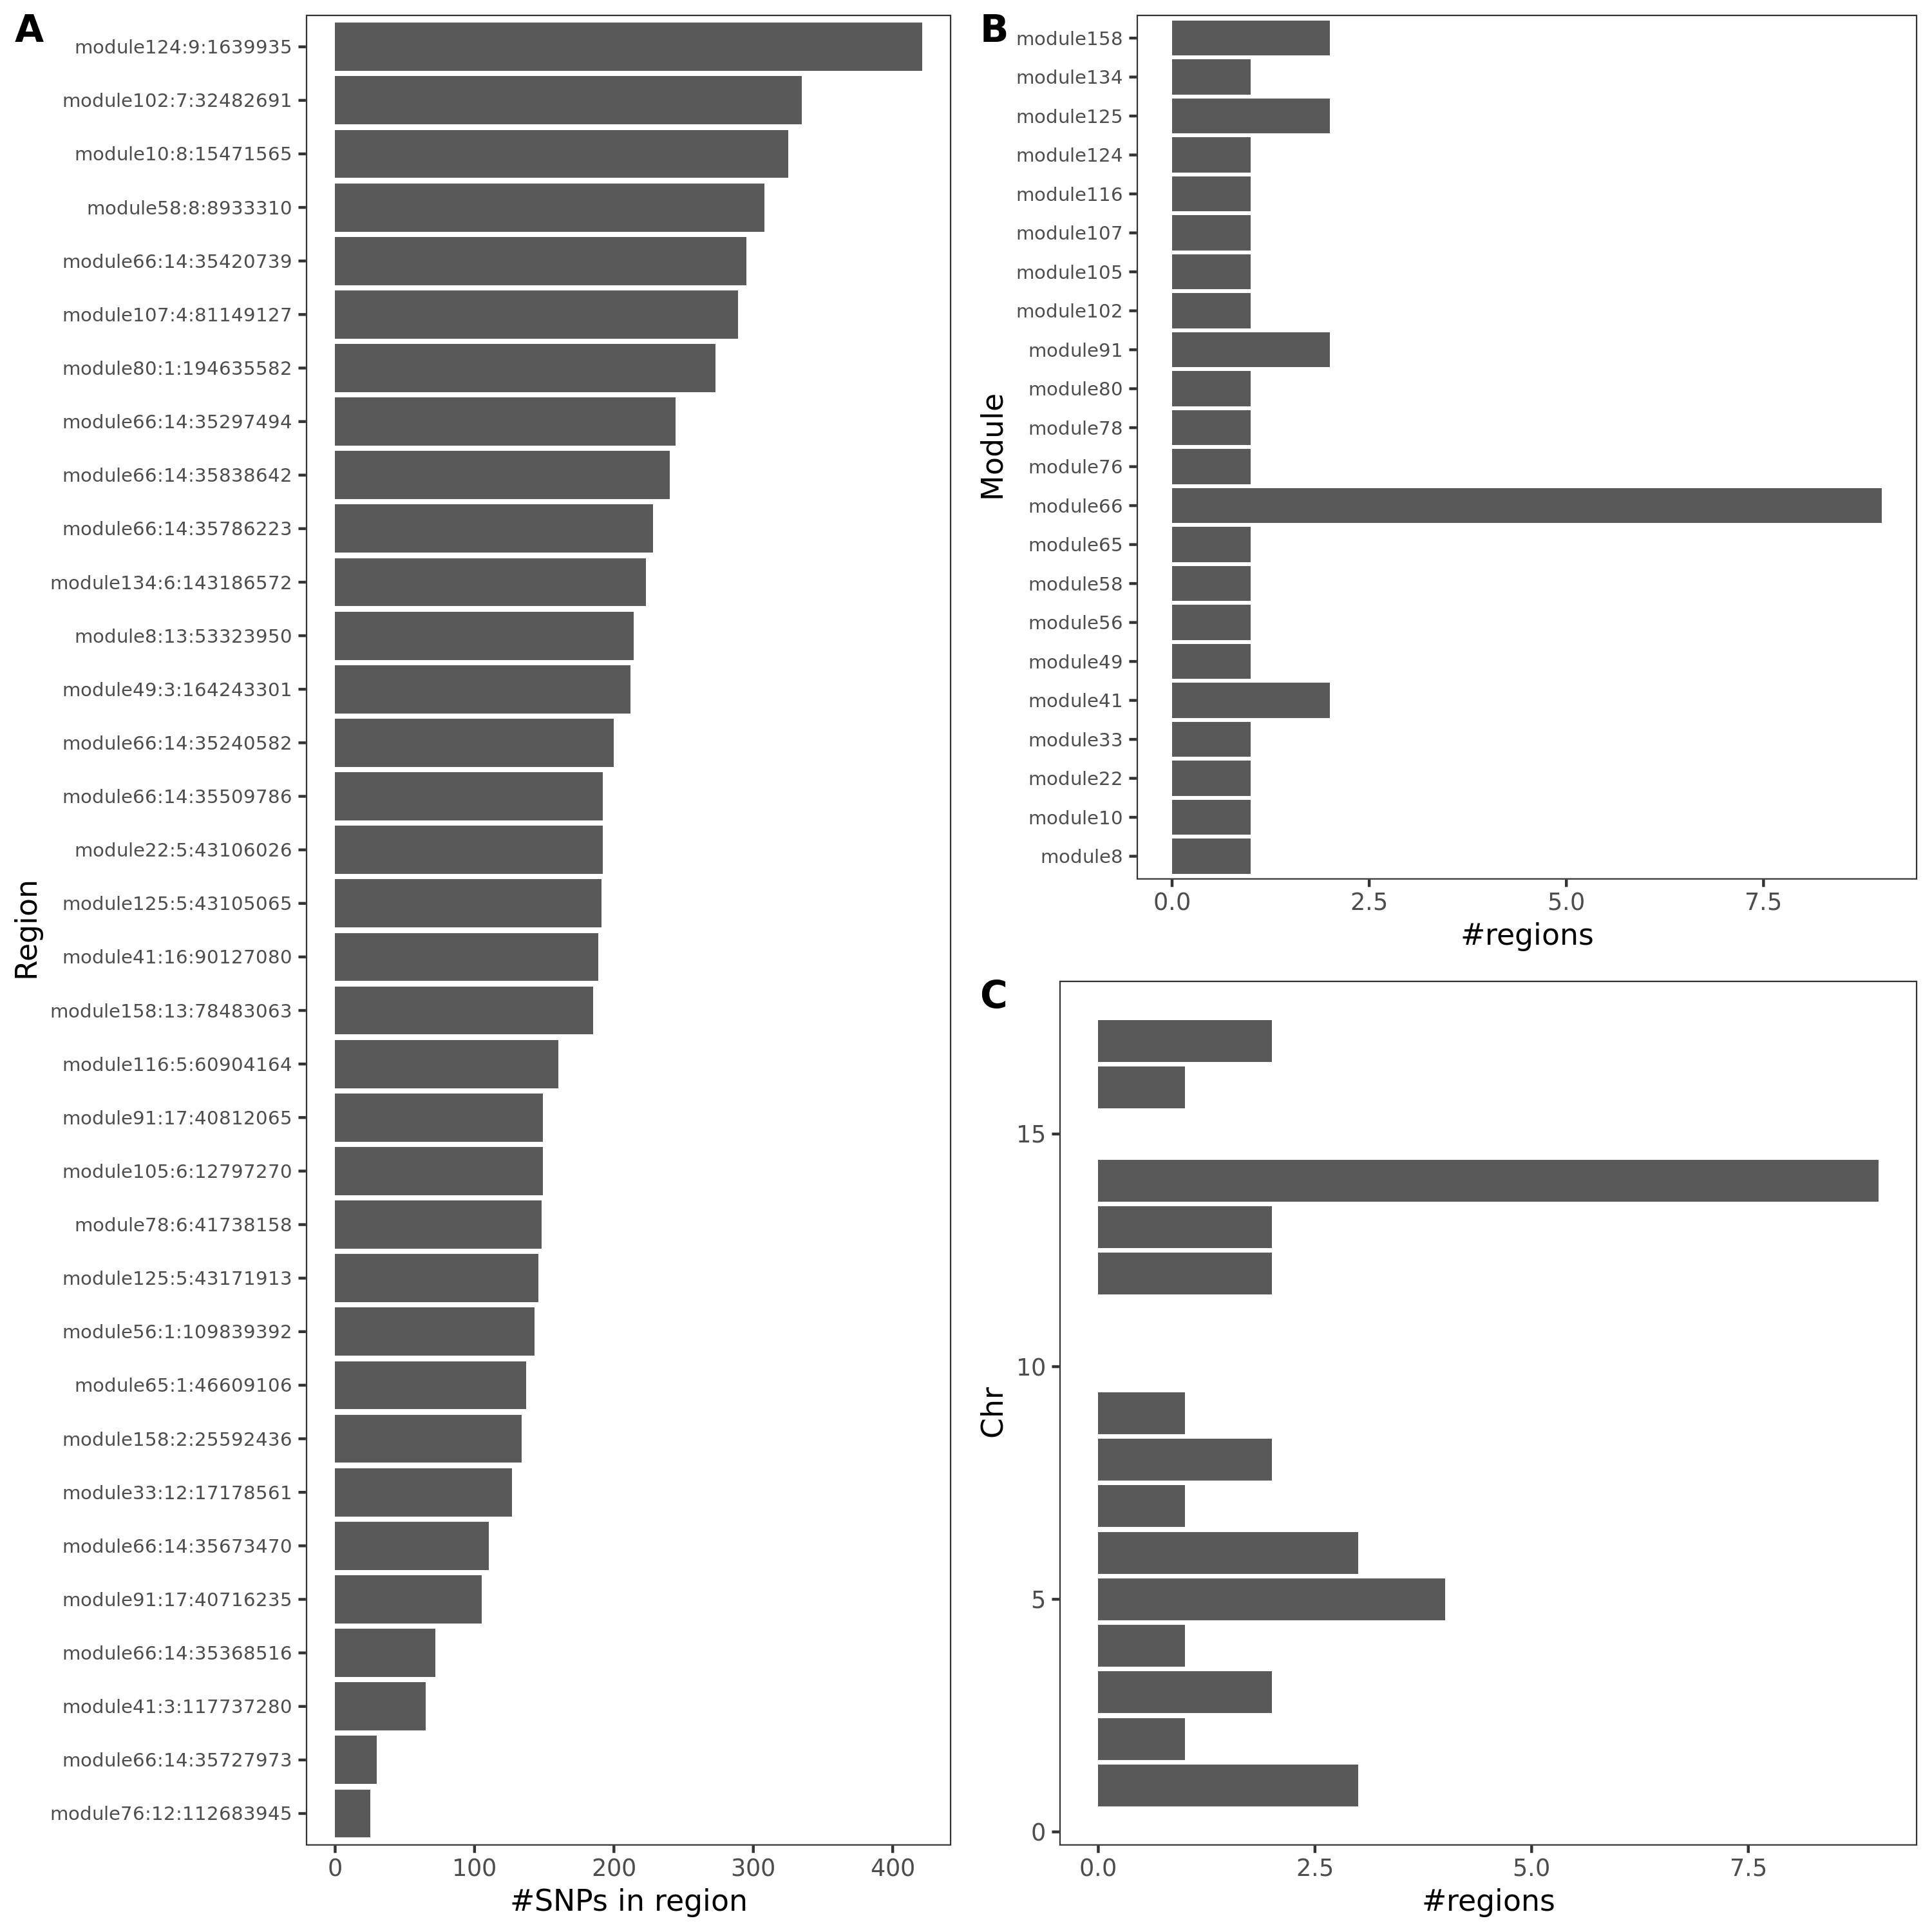 A
module124:9:1639935
module102:7:32482691
module10:8:15471565
module58:8:8933310
module66:14:35420739
module107:4:81149127
module80:1:194635582
module66:14:35297494
module66:14:35838642
module66:14:35786223
module134:6:143186572
module8:13:53323950
module49:3:164243301
module66:14:35240582
module66:14:35509786
module22:5:43106026
module125:5:43105065
module41:16:90127080
module158:13:78483063
module116:5:60904164
module91:17:40812065
module105:6:12797270
module78:6:41738158
module125:5:43171913
module56:1:109839392
module65:1:46609106
module158:2:25592436
module33:12:17178561
module66:14:35673470
module91:17:40716235
module66:14:35368516
module41:3:117737280
module66:14:35727973
module76:12:112683945
Region
0 100 200 300 400
#SNPs in region
B
module158
module134
module125
module124
module116
module107
module105
module102
module91
module80
module78
module76
module66
module65
module58
module56
module49
module41
module33
module22
module10
module8
Module
0.0 2.5 5.0 7.5
#regions
C
15
10
5
0
Chr
0.0 2.5 5.0 7.5
#regions